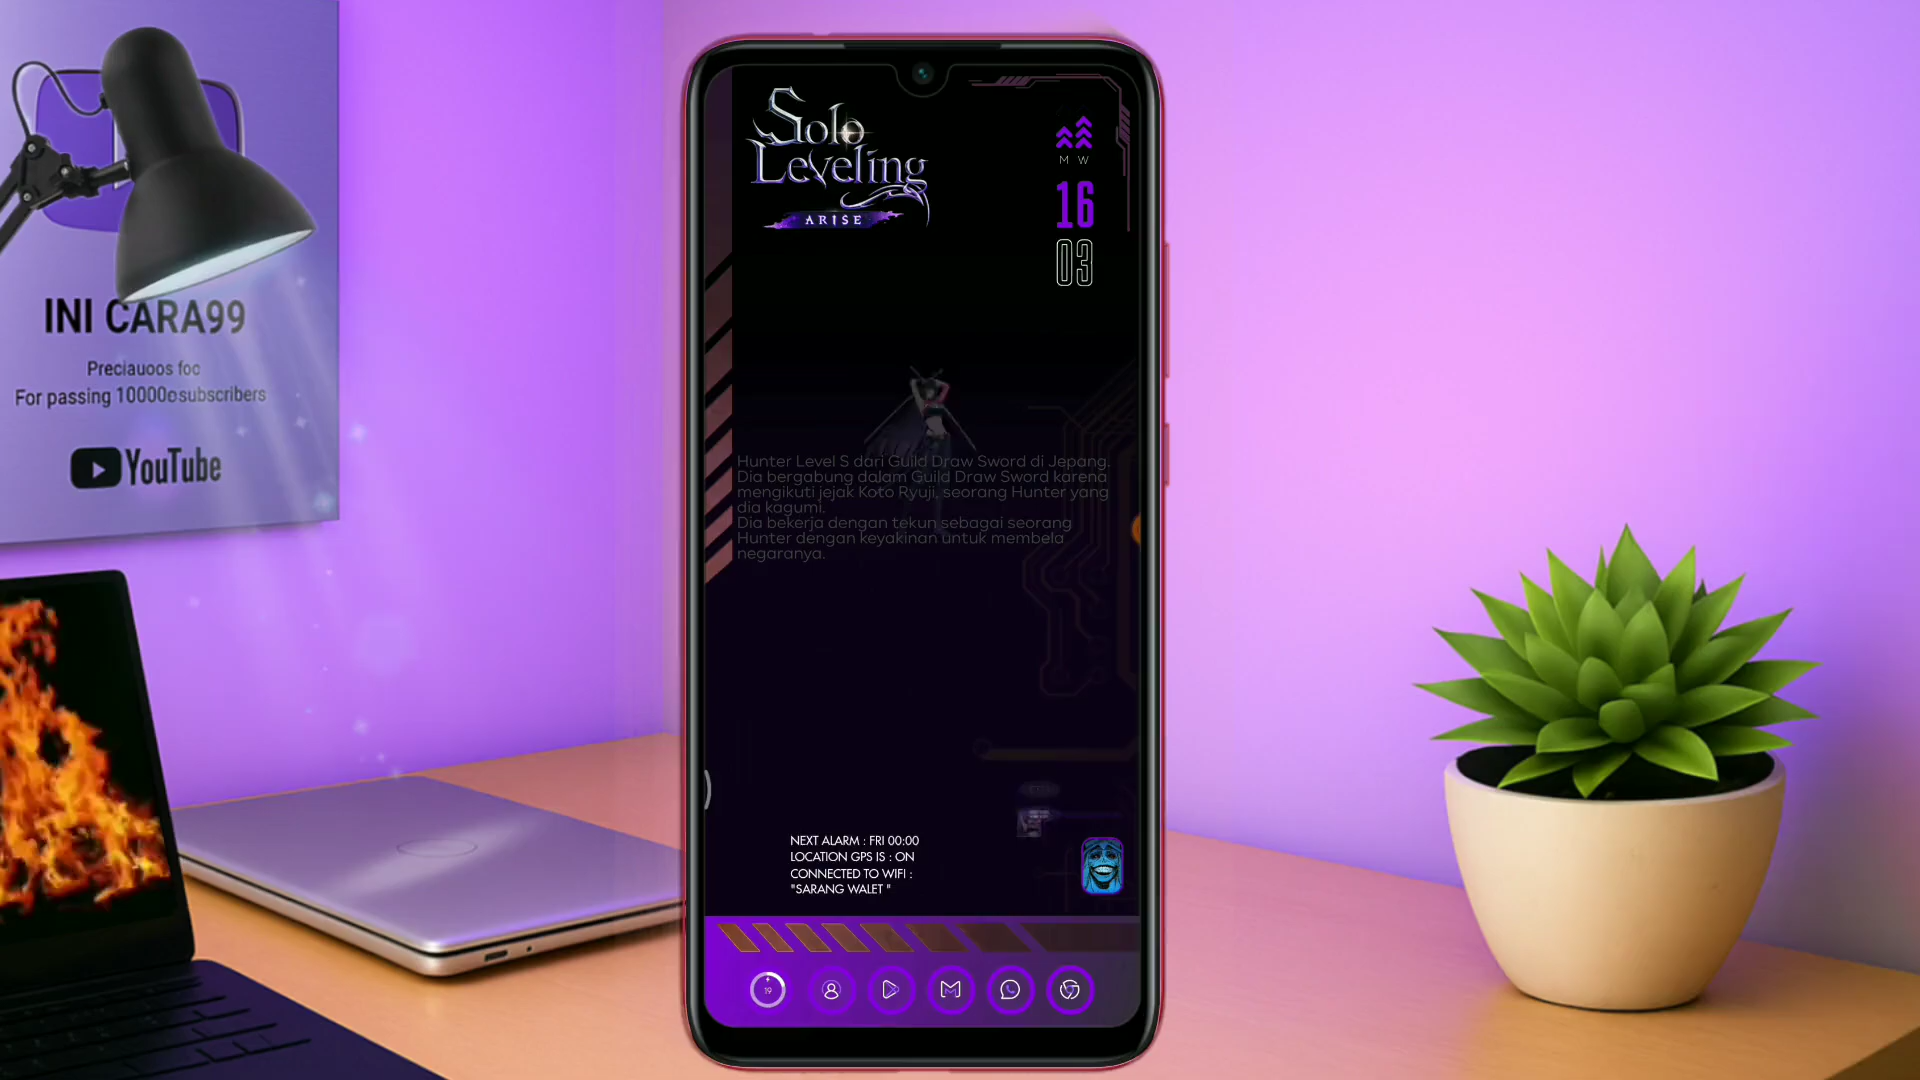 INI CARA99
Preciauoos foc
For passing 10000c subscribers
YouTube
Solo
Leveling
ARISE
M W
16
03
Hunter Level S dari Guild Draw Sword di Jepang.
Dia bergabung dalam Guild Draw Sword karena
mengikuti jejak Koto Ryuji, seorang Hunter yang
dia kagumi.
Dia bekerja dengan tekun sebagai seorang
Hunter dengan keyakinan untuk membela
negaranya.
NEXT ALARM : FRI 00:00
LOCATION GPS IS : ON
CONNECTED TO WIFI :
"SARANG WALET "
19